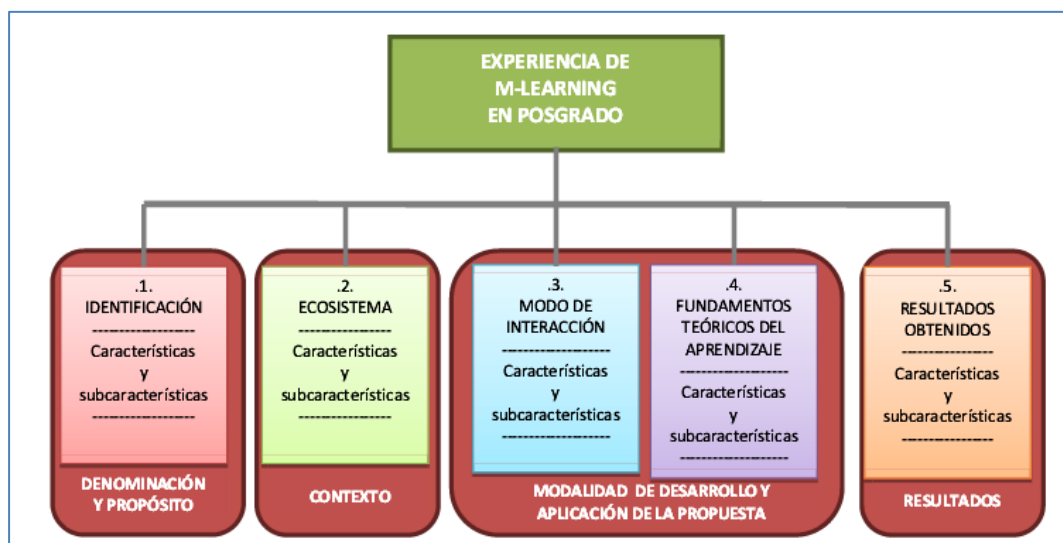 EXPERIENCIA DE
M-LEARNING
EN POSGRADO
.1.
IDENTIFICACIÓN
--------------------
Características
y
subcaracterísticas
--------------------
DENOMINACIÓN
Y PROPÓSITO
.2.
ECOSISTEMA
------------------
Características
y
subcaracterísticas
------------------
CONTEXTO
.3.
MODO DE
INTERACCIÓN
---------------------
Características
y
subcaracterísticas
---------------------
.4.
FUNDAMENTOS
TEÓRICOS DEL
APRENDIZAJE
---------------------
Características
y
subcaracterísticas
---------------------
MODALIDAD DE DESARROLLO Y
APLICACIÓN DE LA PROPUESTA
.5.
RESULTADOS
OBTENIDOS
------------------
Características
y
subcaracterísticas
------------------
RESULTADOS